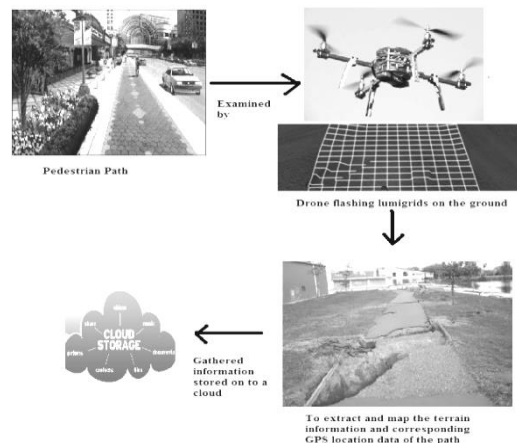 Examined
by
Pedestrian Path
Drone flashing lumigrids on the ground
CLOUD
STORAGE
Gathered
information
stored on to a
cloud
To extract and map the terrain
information and corresponding
GPS location data of the path